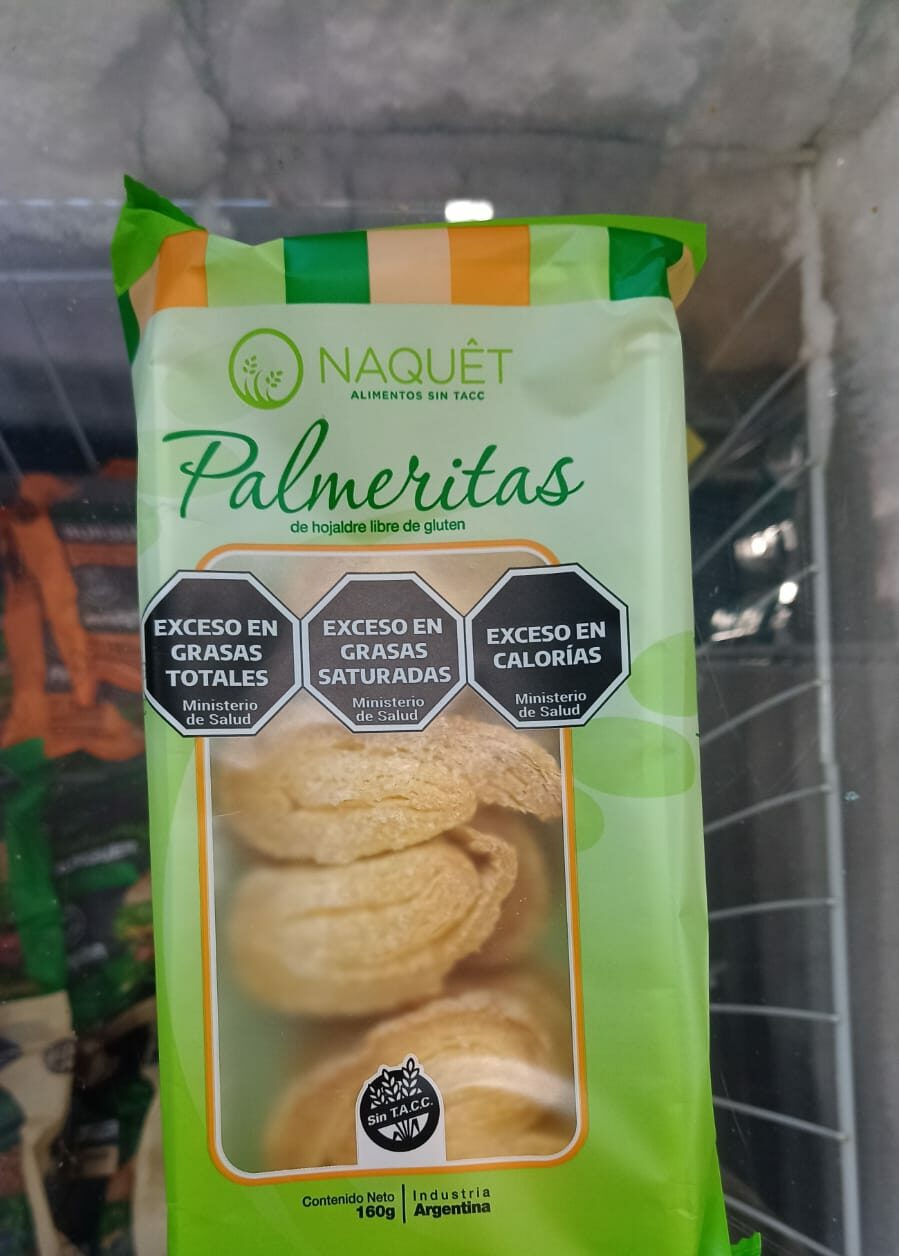 NAQUÊT
ALIMENTOS SIN TACC
Palmeritas
de hojaldre libre de gluten
EXCESO EN
GRASAS
TOTALES
Ministerio
de Salud
EXCESO EN
GRASAS
SATURADAS
Ministerio
de Salud
EXCESO EN
CALORÍAS
Ministerio
de Salud
Sin T.A.C.C.
Contenido Neto
160g
Industria
Argentina